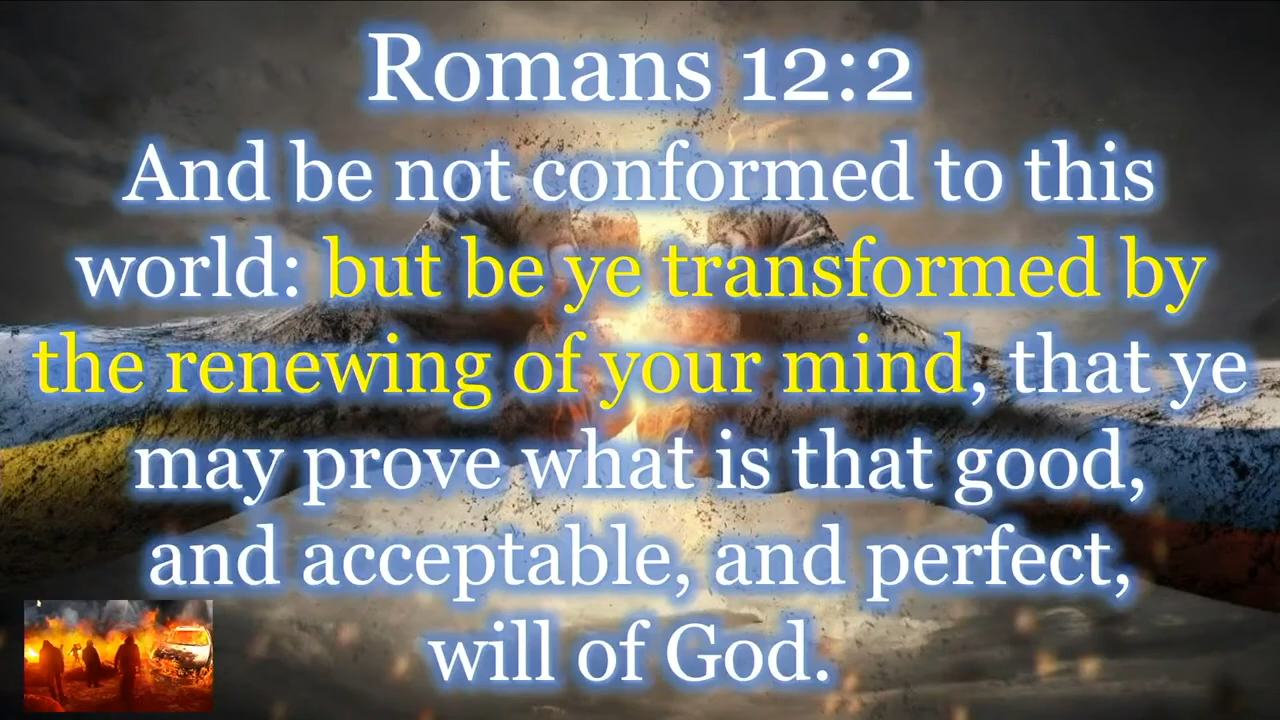 Romans 12:2
And be not conformed to this
world: but be ye transformed by
the renewing of your mind, that ye
may prove what is that good,
and acceptable, and perfect,
will of God.